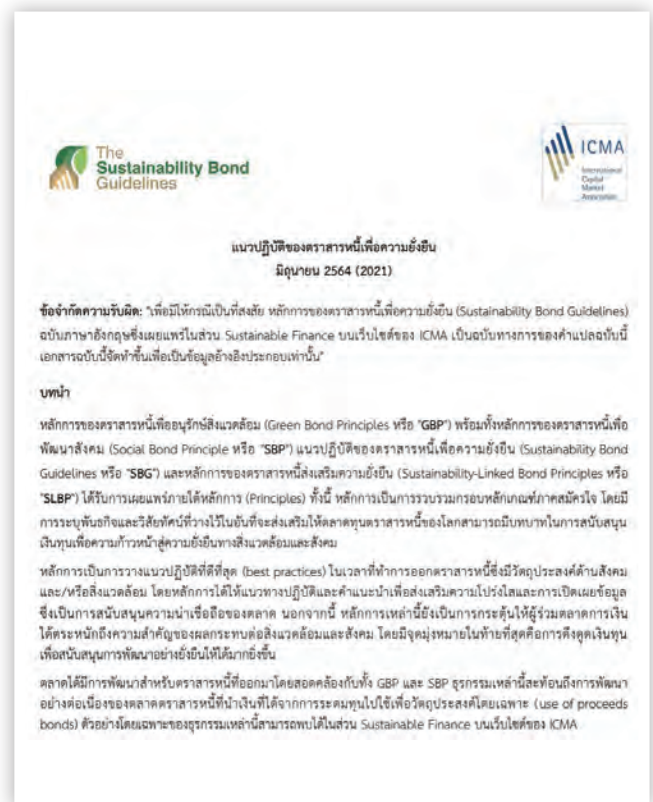 The
Sustainability Bond
Guidelines
ICMA
International
Capital
Market
Association
แนวปฏิบัติของตราสารหนี้เพื่อความยั่งยืน
มิถุนายน 2564 (2021)
ข้อจำกัดความรับผิด: "เพื่อมิให้กรณีเป็นที่สงสัย หลักการของตราสารหนี้เพื่อความยั่งยืน (Sustainability Bond Guidelines)
ฉบับภาษาอังกฤษซึ่งเผยแพร่ในส่วน Sustainable Finance บนเว็บไซต์ของ ICMA เป็นฉบับทางการของคำแปลฉบับนี้
เอกสารฉบับนี้จัดทำขึ้นเพื่อเป็นข้อมูลอ้างอิงประกอบเท่านั้น"
บทนำ
หลักการของตราสารหนี้เพื่ออนุรักษ์สิ่งแวดล้อม (Green Bond Principles หรือ "GBP") พร้อมทั้งหลักการของตราสารหนี้เพื่อ
พัฒนาสังคม (Social Bond Principle หรือ "SBP") แนวปฏิบัติของตราสารหนี้เพื่อความยั่งยืน (Sustainability Bond
Guidelines หรือ "SBG") และหลักการของตราสารหนี้ส่งเสริมความยั่งยืน (Sustainability-Linked Bond Principles หรือ
"SLBP") ได้รับการเผยแพร่ภายใต้หลักการ (Principles) ทั้งนี้ หลักการเป็นการรวบรวมกรอบหลักเกณฑ์ภาคสมัครใจ โดยมี
การระบุพันธกิจและวิสัยทัศน์ที่วางไว้ในอันที่จะส่งเสริมให้ตลาดทุนตราสารหนี้ของโลกสามารถมีบทบาทในการสนับสนุน
เงินทุนเพื่อความก้าวหน้าสู่ความยั่งยืนทางสิ่งแวดล้อมและสังคม
หลักการเป็นการวางแนวปฏิบัติที่ดีที่สุด (best practices) ในเวลาที่ทำการออกตราสารหนี้ซึ่งมีวัตถุประสงค์ด้านสังคม
และ/หรือสิ่งแวดล้อม โดยหลักการได้ให้แนวทางปฏิบัติและคำแนะนำเพื่อส่งเสริมความโปร่งใสและการเปิดเผยข้อมูล
ซึ่งเป็นการสนับสนุนความน่าเชื่อถือของตลาด นอกจากนี้ หลักการเหล่านี้ยังเป็นการกระตุ้นให้ผู้ร่วมตลาดการเงิน
ได้ตระหนักถึงความสำคัญของผลกระทบต่อสิ่งแวดล้อมและสังคม โดยมีจุดมุ่งหมายในท้ายที่สุดคือการดึงดูดเงินทุน
เพื่อสนับสนุนการพัฒนาอย่างยั่งยืนให้ได้มากยิ่งขึ้น
ตลาดได้มีการพัฒนาสำหรับตราสารหนี้ที่ออกมาโดยสอดคล้องกับทั้ง GBP และ SBP ธุรกรรมเหล่านี้สะท้อนถึงการพัฒนา
อย่างต่อเนื่องของตลาดตราสารหนี้ที่นำเงินที่ได้จากการระดมทุนไปใช้เพื่อวัตถุประสงค์โดยเฉพาะ (use of proceeds
bonds) ตัวอย่างโดยเฉพาะของธุรกรรมเหล่านี้สามารถพบได้ในส่วน Sustainable Finance บนเว็บไซต์ของ ICMA